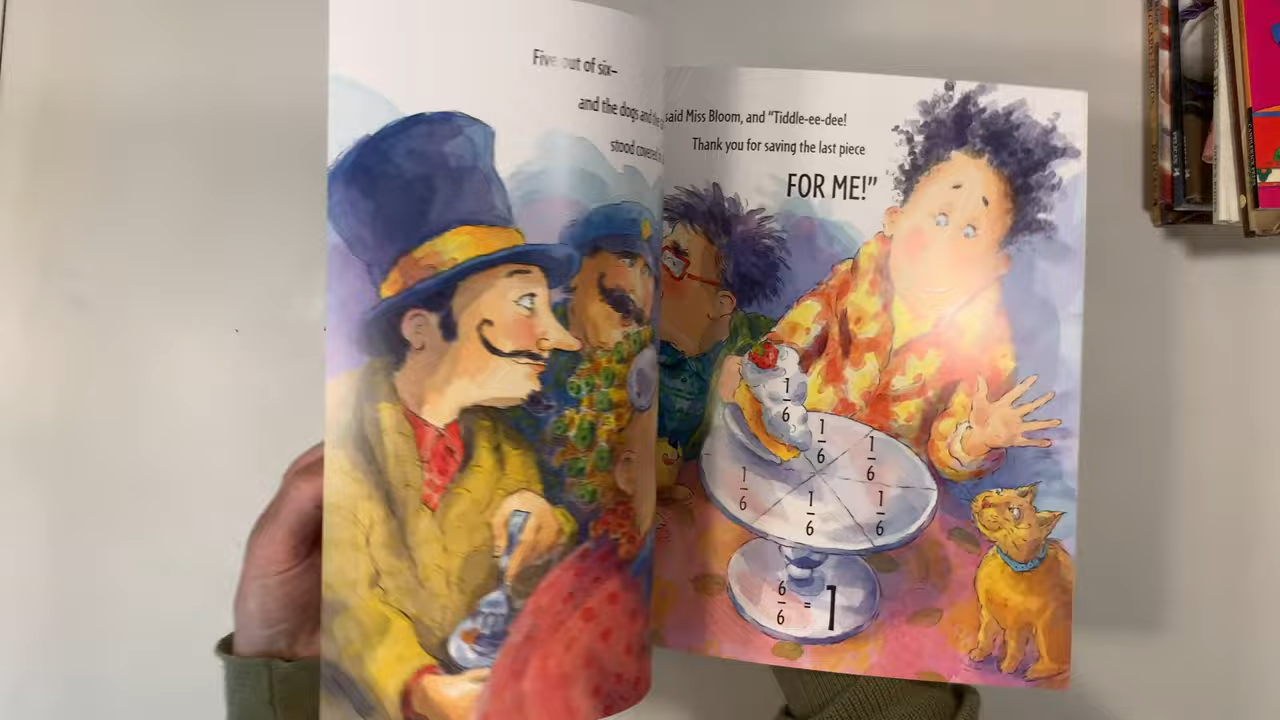 Five out of six–
and the dogs and the
stood covered
said Miss Bloom, and "Tiddle-ee-dee!
Thank you for saving the last piece
FOR ME!"
1/6
1/6
1/6
1/6
1/6
1/6
6/6 = 1